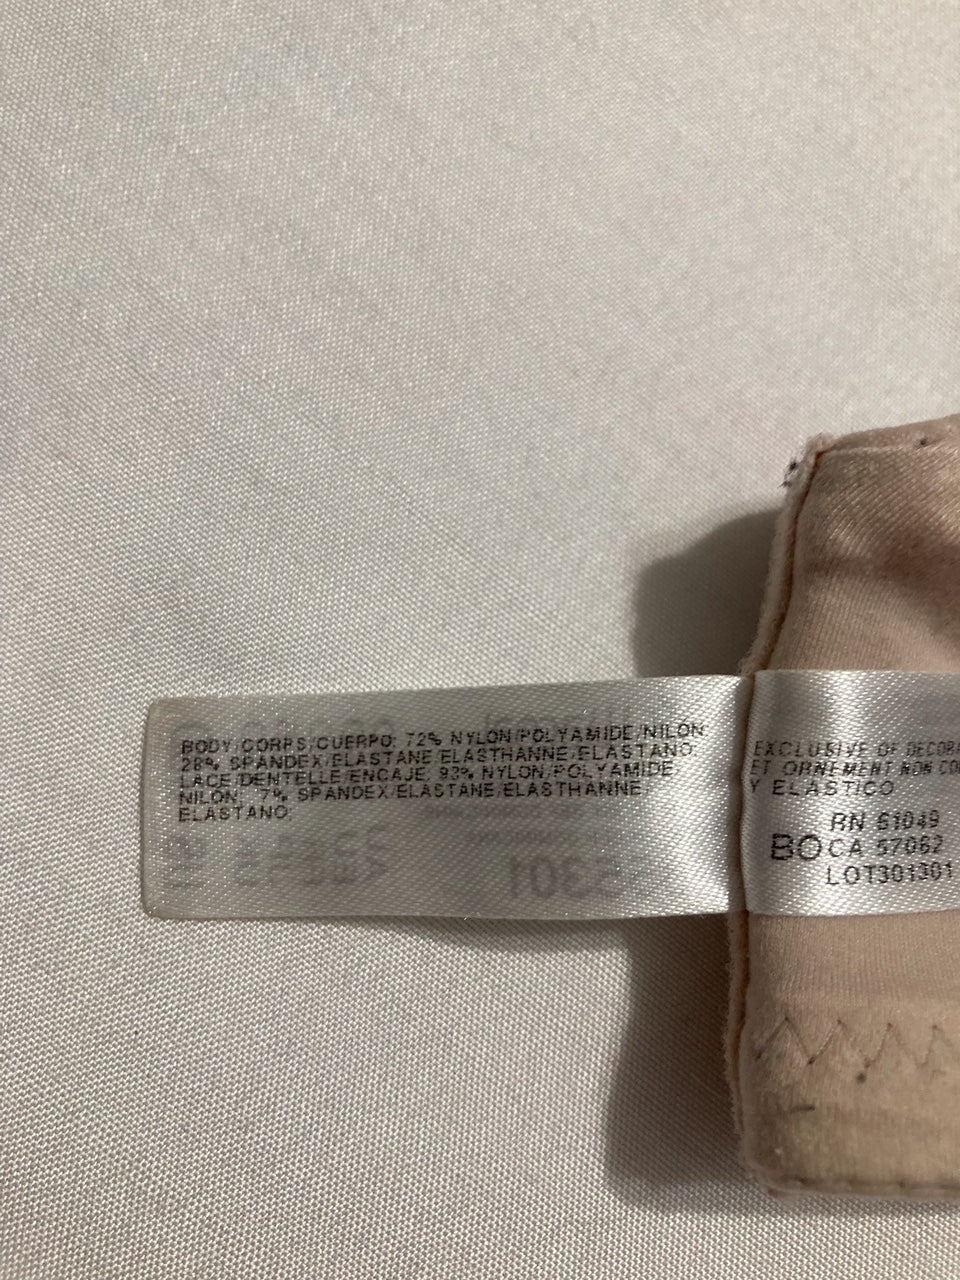 BODY/CORPS/CUERPO: 72% NYLON/POLYAMIDE/NILON
28% SPANDEX/ELASTANE/ELASTHANNE/ELASTANO
LACE/DENTELLE/ENCAJE: 93% NYLON/POLYAMIDE
NILON, 7% SPANDEX/ELASTANE/ELASTHANNE/
ELASTANO;
EXCLUSIVE OF DECORA
ET ORNEMENT NON CO
Y ELASTICO
RN 61049
BO CA 57062
LOT301301